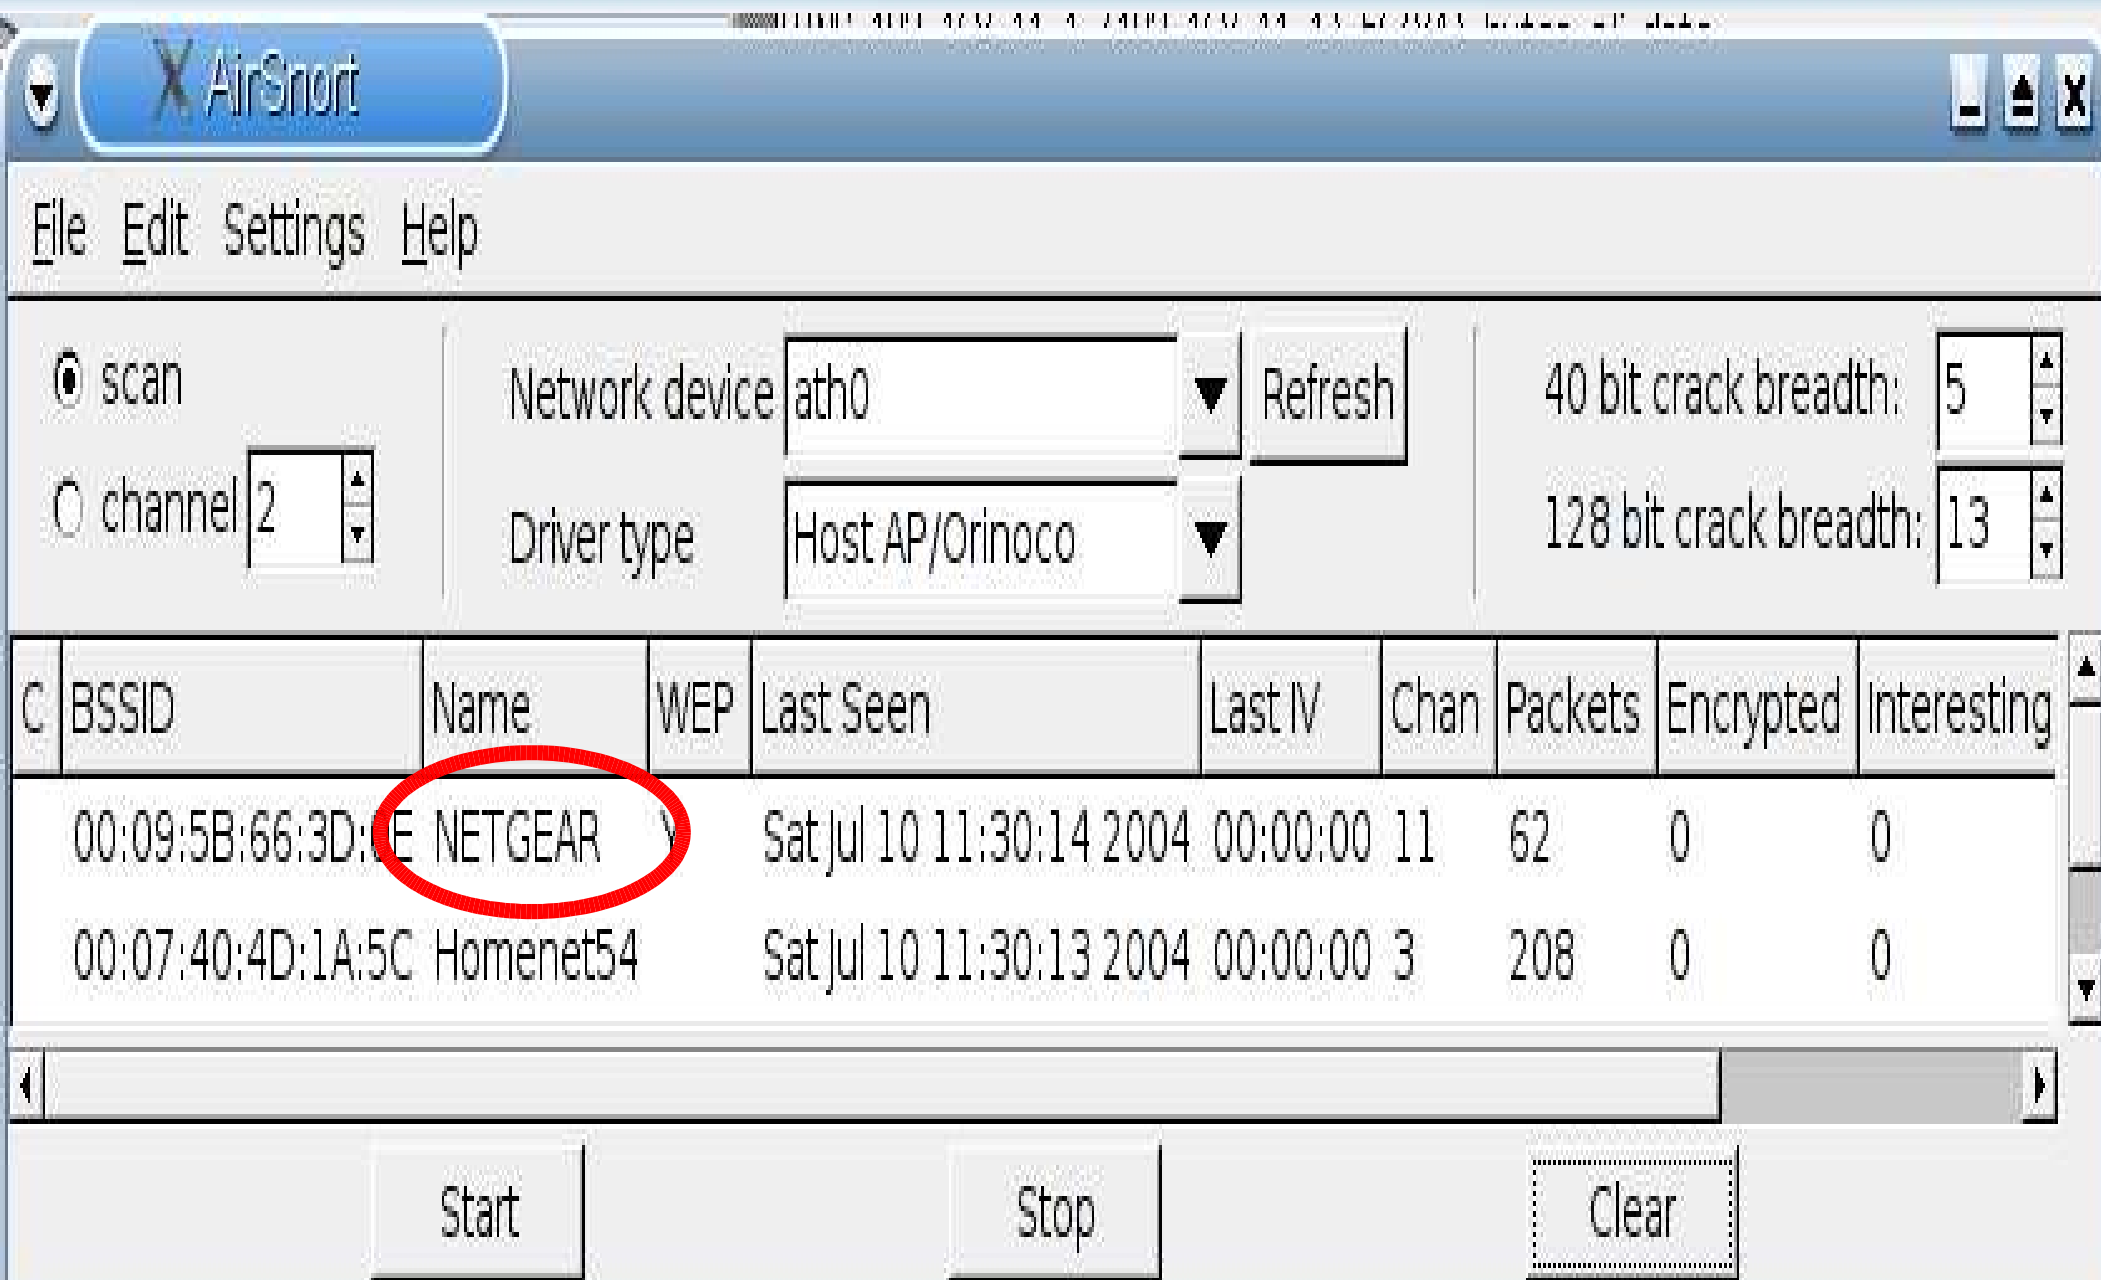 X AirSnort
File Edit Settings Help
scan
channel 2
Network device ath0 Refresh
Driver type Host AP/Orinoco
40 bit crack breadth: 5
128 bit crack breadth: 13
C BSSID Name WEP Last Seen Last IV Chan Packets Encrypted Interesting
NETGEAR Y Sat Jul 10 11:30:14 2004 00:00:00 11 62 0 0
00:07:40:4D:1A:5C Homenet54 Sat Jul 10 11:30:13 2004 00:00:00 3 208 0 0
Start Stop Clear